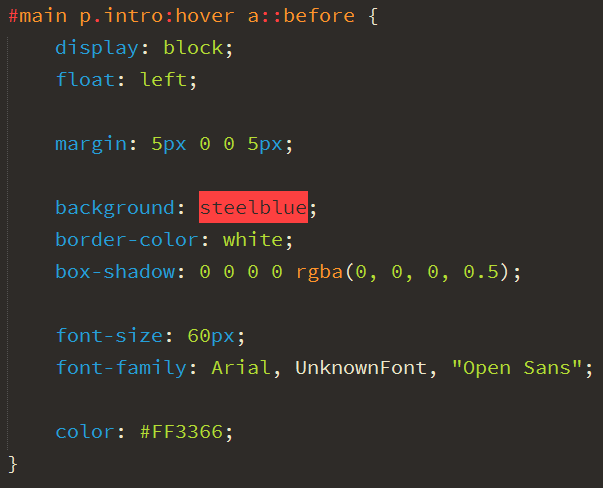 #main p.intro:hover a::before {
display: block;
float: left;
margin: 5px 0 0 5px;
background: steelblue;
border-color: white;
box-shadow: 0 0 0 0 rgba(0, 0, 0, 0.5);
font-size: 60px;
font-family: Arial, UnknownFont, "Open Sans";
color: #FF3366;
}